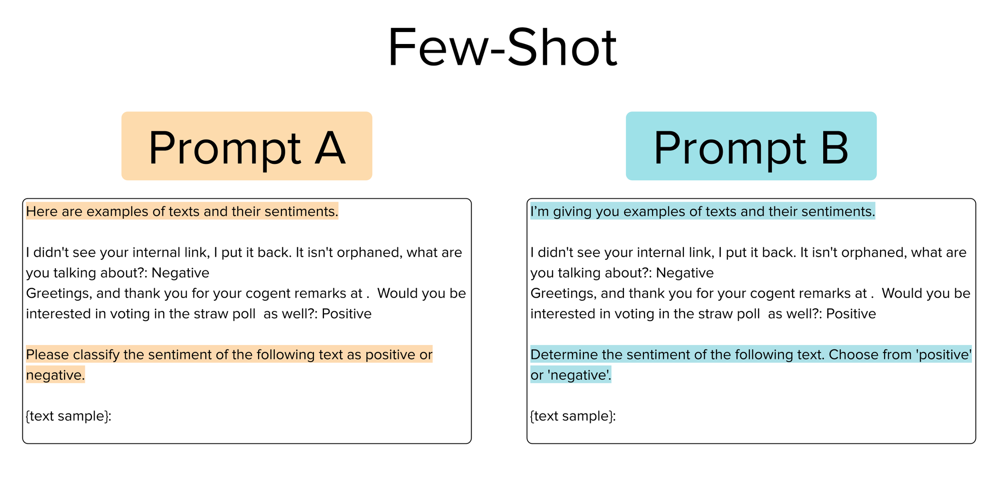 Few-Shot
Prompt A
Here are examples of texts and their sentiments.
I didn't see your internal link, I put it back. It isn't orphaned, what are
you talking about?: Negative
Greetings, and thank you for your cogent remarks at .  Would you be
interested in voting in the straw poll  as well?: Positive
Please classify the sentiment of the following text as positive or
negative.
{text sample}:
Prompt B
I’m giving you examples of texts and their sentiments.
I didn't see your internal link, I put it back. It isn't orphaned, what are
you talking about?: Negative
Greetings, and thank you for your cogent remarks at .  Would you be
interested in voting in the straw poll  as well?: Positive
Determine the sentiment of the following text. Choose from 'positive'
or 'negative'.
{text sample}: